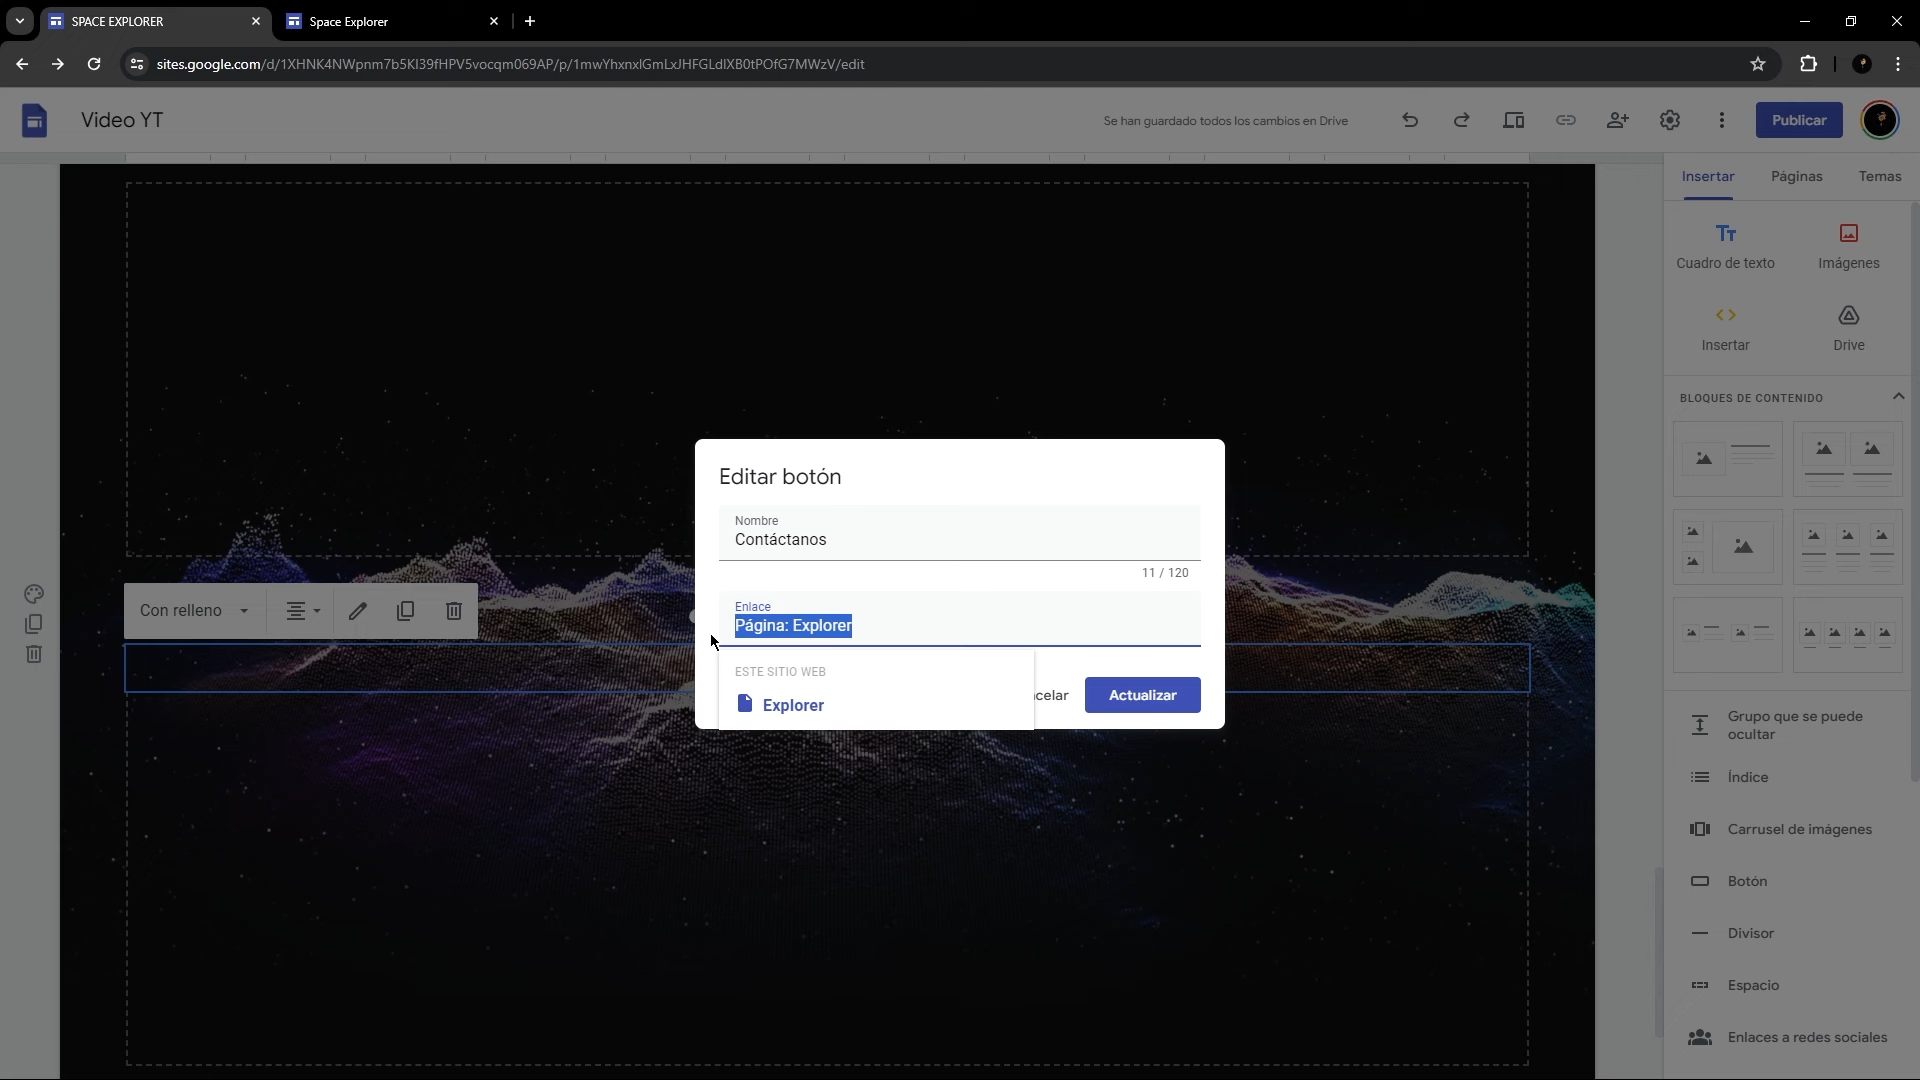 SPACE EXPLORER
Space Explorer
sites.google.com/d/1XHNK4NWpnm7b5KI39fHPV5vocqm069AP/p/1mwYhxnxIGmLxJHFGLdIXB0tPOfG7MWzV/edit
Video YT
Se han guardado todos los cambios en Drive
Publicar
Insertar
Páginas
Temas
Cuadro de texto
Imágenes
Insertar
Drive
BLOQUES DE CONTENIDO
Editar botón
Nombre
Contáctanos
11 / 120
Enlace
Página: Explorer
ESTE SITIO WEB
Explorer
celar
Actualizar
Con relleno
Grupo que se puede
ocultar
Índice
Carrusel de imágenes
Botón
Divisor
Espacio
Enlaces a redes sociales